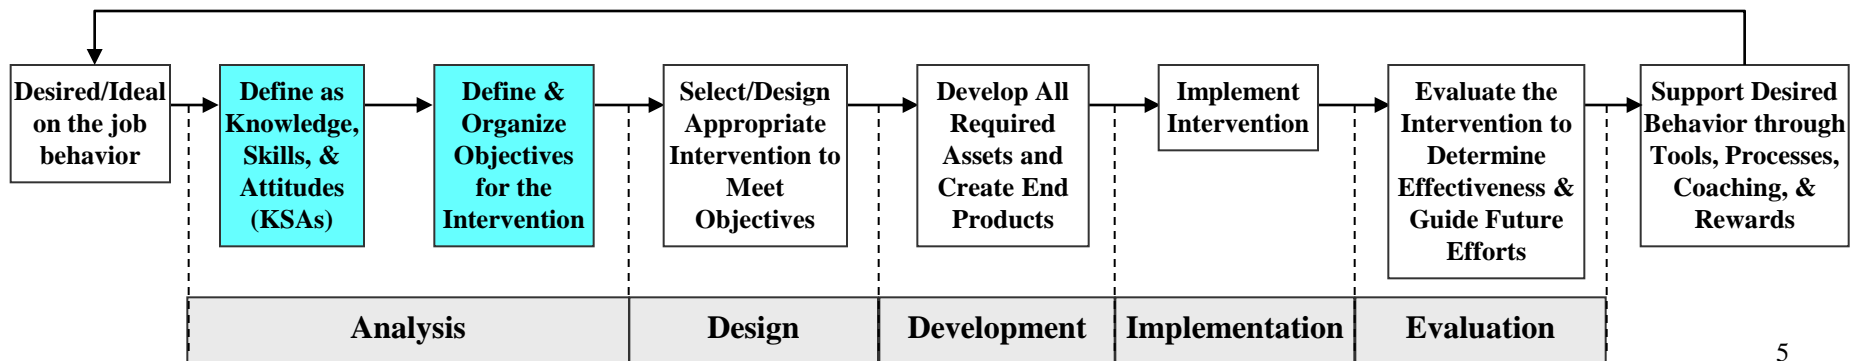 Desired/Ideal
on the job
behavior
Define as
Knowledge,
Skills, &
Attitudes
(KSAs)
Define &
Organize
Objectives
for the
Intervention
Select/Design
Appropriate
Intervention to
Meet
Objectives
Develop All
Required
Assets and
Create End
Products
Implement
Intervention
Evaluate the
Intervention to
Determine
Effectiveness &
Guide Future
Efforts
Support Desired
Behavior through
Tools, Processes,
Coaching, &
Rewards
Analysis
Design
Development
Implementation
Evaluation
5